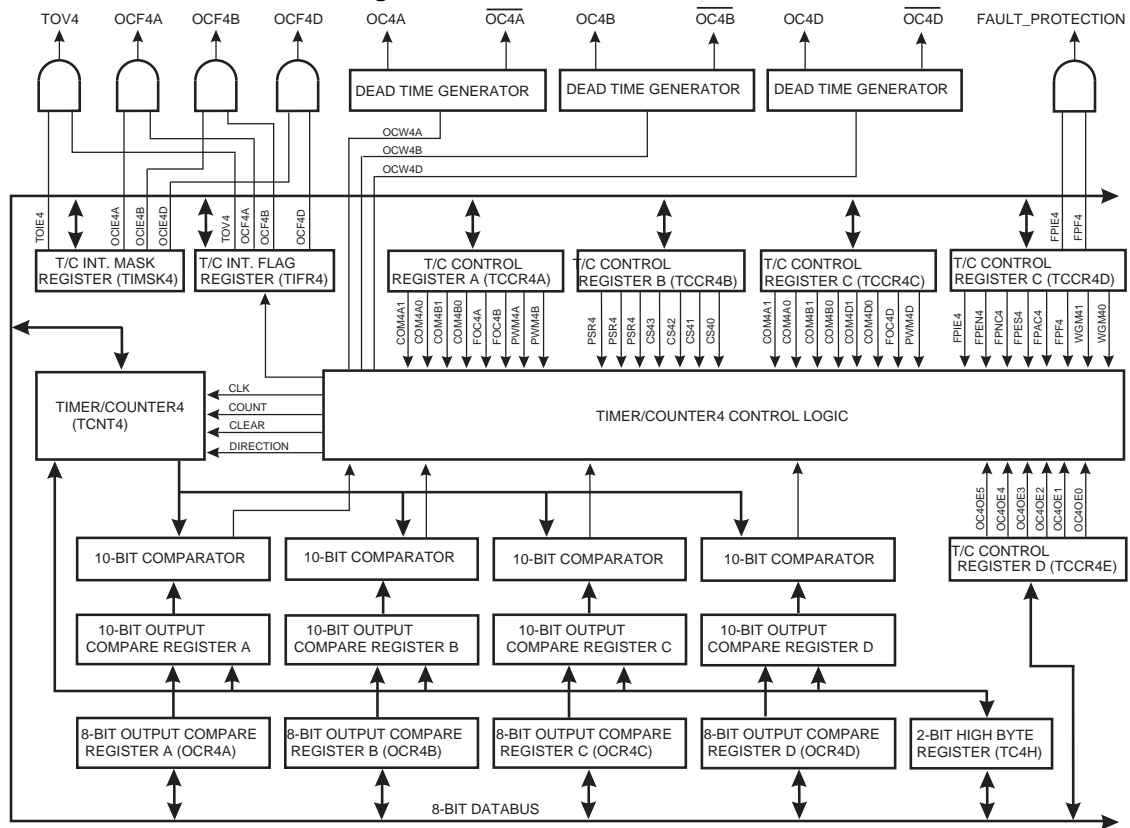 TOV4 OCF4A OCF4B OCF4D OC4A OC4A OC4B OC4B OC4D OC4D FAULT_PROTECTION
DEAD TIME GENERATOR DEAD TIME GENERATOR DEAD TIME GENERATOR
OCW4A
OCW4B
OCW4D
TOIE4 OCIE4A OCIE4B OCIE4D TOV4 OCF4A OCF4B OCF4D FPIE4 FPF4
T/C INT. MASK
REGISTER (TIMSK4)
T/C INT. FLAG
REGISTER (TIFR4)
T/C CONTROL
REGISTER A (TCCR4A)
T/C CONTROL
REGISTER B (TCCR4B)
T/C CONTROL
REGISTER C (TCCR4C)
T/C CONTROL
REGISTER C (TCCR4D)
COM4A1 COM4A0 COM4B1 COM4B0 FOC4A FOC4B PWM4A PWM4B
PSR4 PSR4 PSR4 CS43 CS42 CS41 CS40
COM4A1 COM4A0 COM4B1 COM4B0 COM4D1 COM4D0 FOC4D PWM4D
FPIE4 FPEN4 FPNC4 FPES4 FPAC4 FPF4 WGM41 WGM40
TIMER/COUNTER4
(TCNT4)
CLK
COUNT
CLEAR
DIRECTION
TIMER/COUNTER4 CONTROL LOGIC
OC4OE5 OC4OE4 OC4OE3 OC4OE2 OC4OE1 OC4OE0
10-BIT COMPARATOR 10-BIT COMPARATOR 10-BIT COMPARATOR 10-BIT COMPARATOR
T/C CONTROL
REGISTER D (TCCR4E)
10-BIT OUTPUT
COMPARE REGISTER A
10-BIT OUTPUT
COMPARE REGISTER B
10-BIT OUTPUT
COMPARE REGISTER C
10-BIT OUTPUT
COMPARE REGISTER D
8-BIT OUTPUT COMPARE
REGISTER A (OCR4A)
8-BIT OUTPUT COMPARE
REGISTER B (OCR4B)
8-BIT OUTPUT COMPARE
REGISTER C (OCR4C)
8-BIT OUTPUT COMPARE
REGISTER D (OCR4D)
2-BIT HIGH BYTE
REGISTER (TC4H)
8-BIT DATABUS